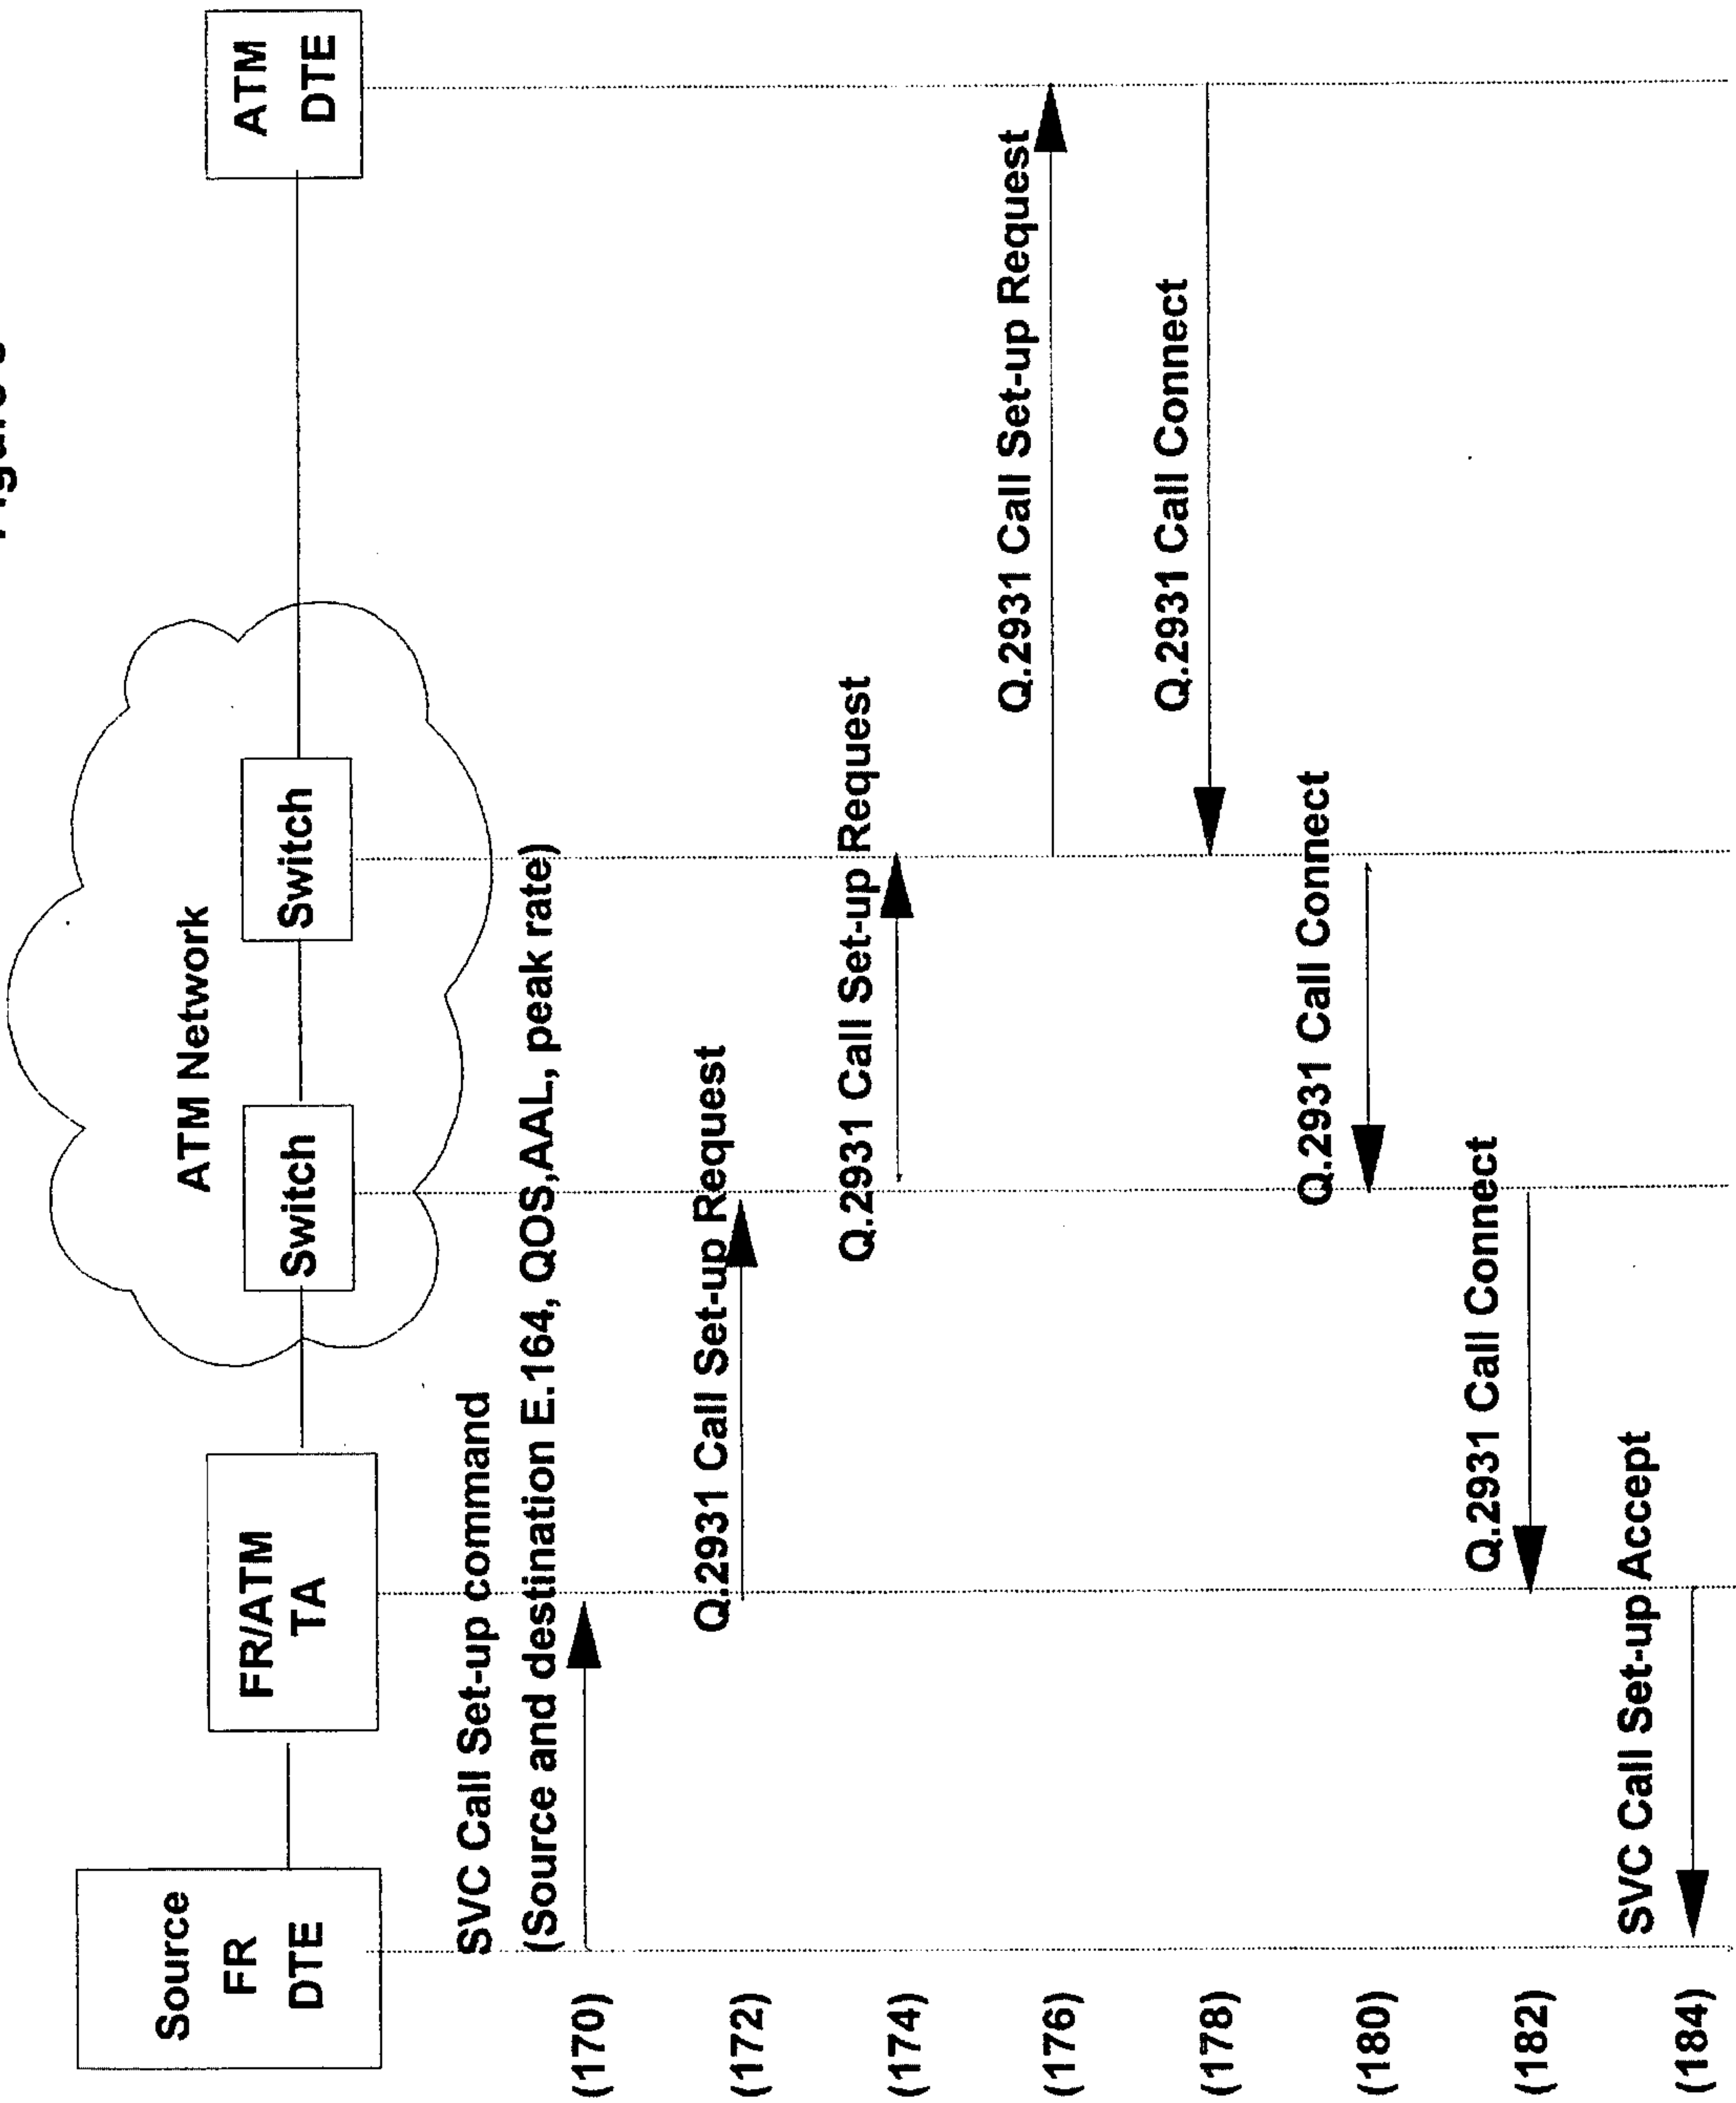 Source
FR
DTE
FR/ATM
TA
ATM Network
Switch
Switch
ATM
DTE
SVC Call Set-up command
(Source and destination E.164, QOS,AAL, peak rate)
(170)
Q.2931 Call Set-up Request
(172)
Q.2931 Call Set-up Request
(174)
Q.2931 Call Set-up Request
(176)
Q.2931 Call Connect
(178)
Q.2931 Call Connect
(180)
Q.2931 Call Connect
(182)
SVC Call Set-up Accept
(184)